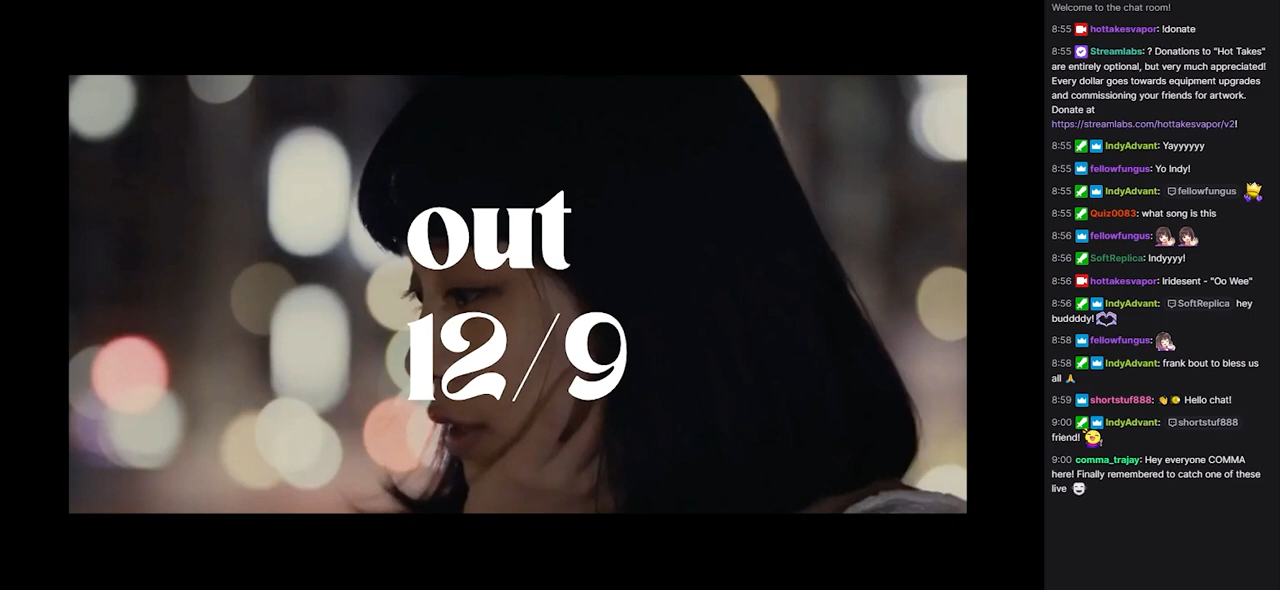 out
12/9
Welcome to the chat room!
8:55 hottakesvapor: !donate
8:55 Streamlabs: ? Donations to "Hot Takes"
are entirely optional, but very much appreciated!
Every dollar goes towards equipment upgrades
and commissioning your friends for artwork.
Donate at
https://streamlabs.com/hottakesvapor/v2!
8:55 IndyAdvant: Yayyyyyy
8:55 fellowfungus: Yo Indy!
8:55 IndyAdvant: fellowfungus
8:55 Quiz0083: what song is this
8:56 fellowfungus:
8:56 SoftReplica: Indyyyy!
8:56 hottakesvapor: Iridesent - "Oo Wee"
8:56 IndyAdvant: SoftReplica hey
buddddy!
8:58 fellowfungus:
8:58 IndyAdvant: frank bout to bless us
all 🙏
8:59 shortstuf888: 👋🐠 Hello chat!
9:00 IndyAdvant: shortstuf888
friend!
9:00 comma_trajay: Hey everyone COMMA
here! Finally remembered to catch one of these
live